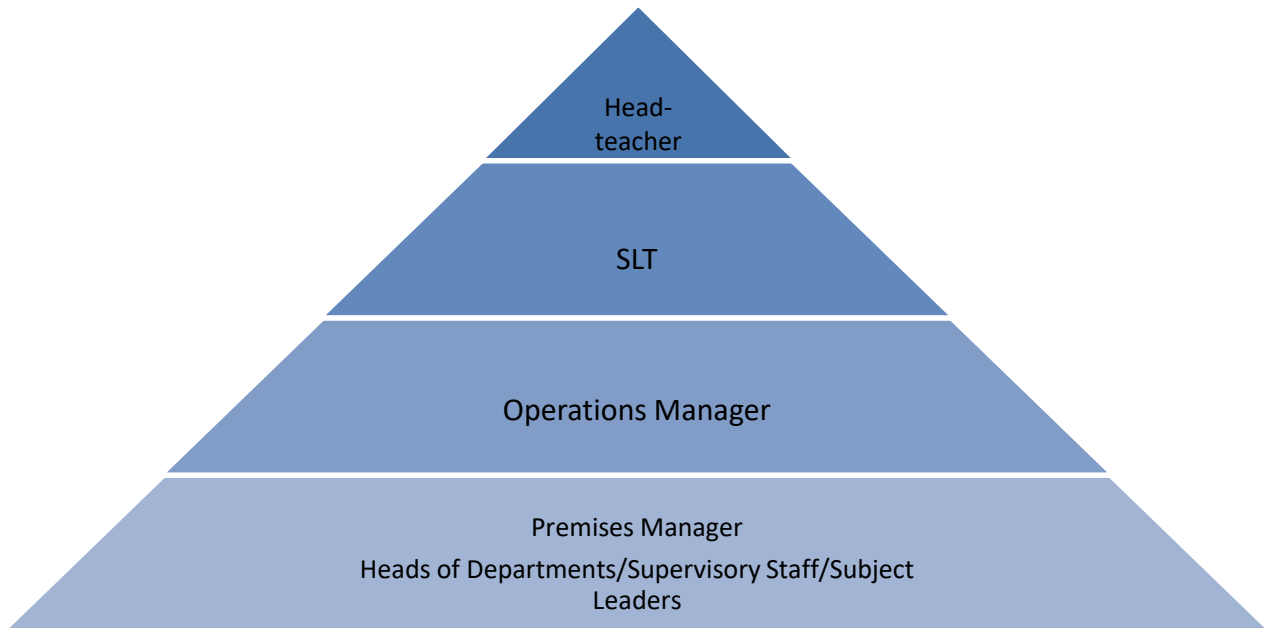 Head-
teacher
SLT
Operations Manager
Premises Manager
Heads of Departments/Supervisory Staff/Subject
Leaders